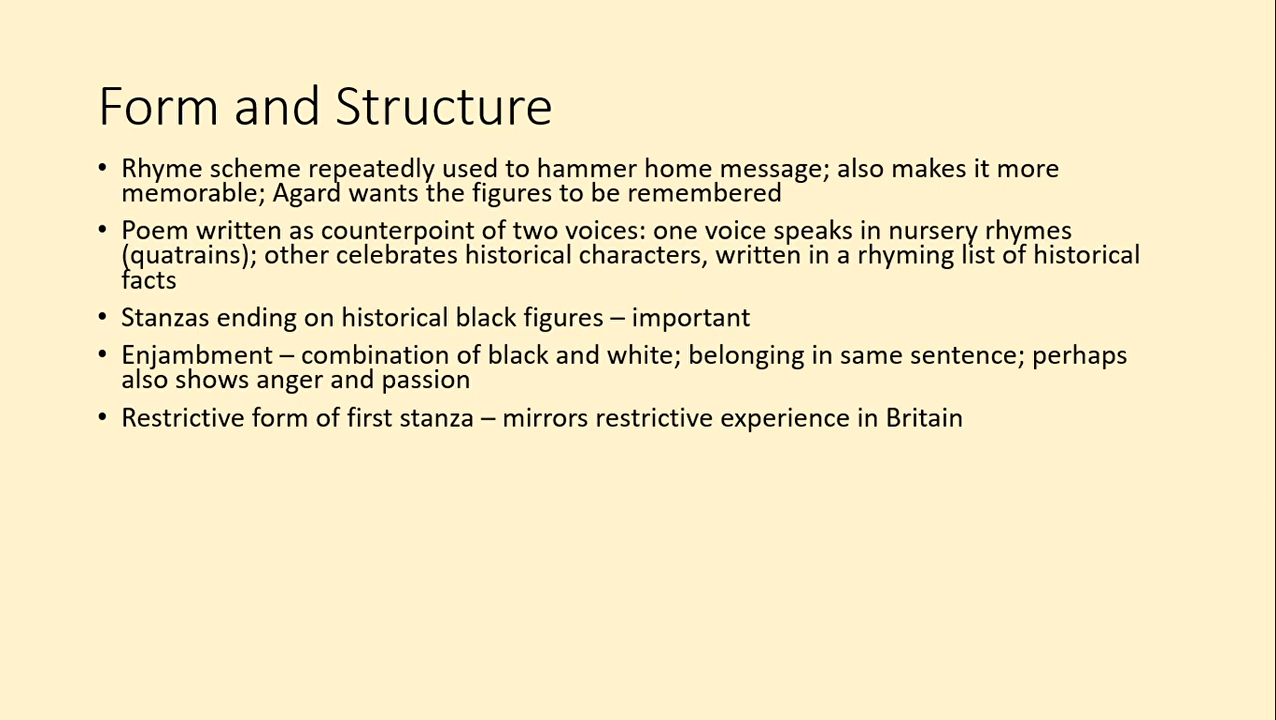 Form and Structure
• Rhyme scheme repeatedly used to hammer home message; also makes it more
memorable; Agard wants the figures to be remembered
• Poem written as counterpoint of two voices: one voice speaks in nursery rhymes
(quatrains); other celebrates historical characters, written in a rhyming list of historical
facts
• Stanzas ending on historical black figures – important
• Enjambment – combination of black and white; belonging in same sentence; perhaps
also shows anger and passion
• Restrictive form of first stanza – mirrors restrictive experience in Britain